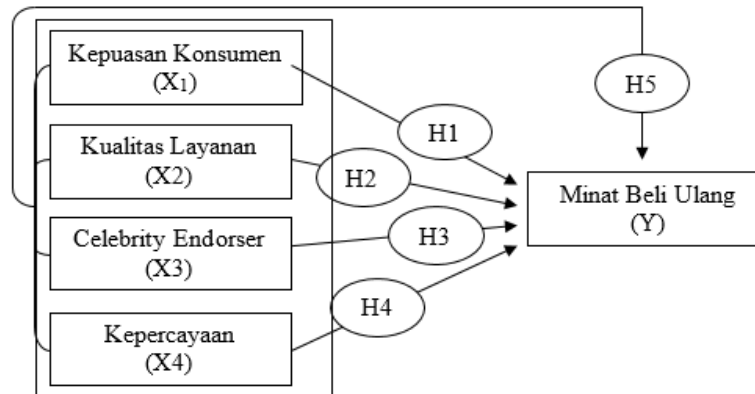 Kepuasan Konsumen
(X₁)
H5
H1
Kualitas Layanan
(X2)
H2
Minat Beli Ulang
(Y)
Celebrity Endorser
(X3)
H3
H4
Kepercayaan
(X4)